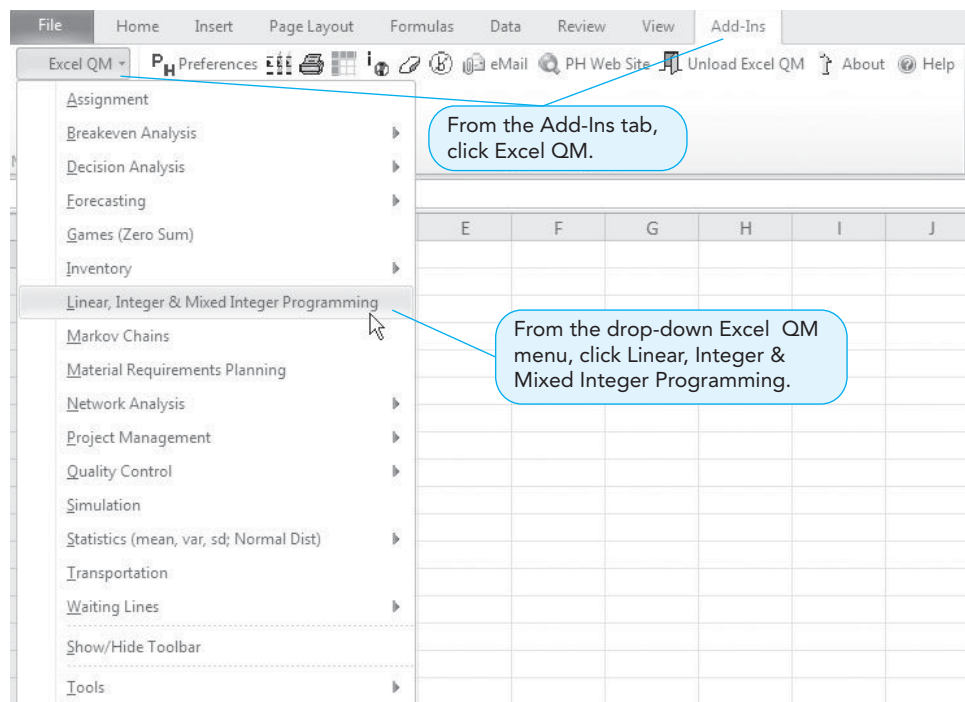 File Home Insert Page Layout Formulas Data Review View Add-Ins
Excel QM PH Preferences eMail PH Web Site Unload Excel QM About Help
Assignment
Breakeven Analysis
Decision Analysis
Forecasting
Games (Zero Sum)
Inventory
Linear, Integer & Mixed Integer Programming
Markov Chains
Material Requirements Planning
Network Analysis
Project Management
Quality Control
Simulation
Statistics (mean, var, sd; Normal Dist)
Transportation
Waiting Lines
Show/Hide Toolbar
Tools
From the Add-Ins tab,
click Excel QM.
E F G H I J
From the drop-down Excel QM
menu, click Linear, Integer &
Mixed Integer Programming.